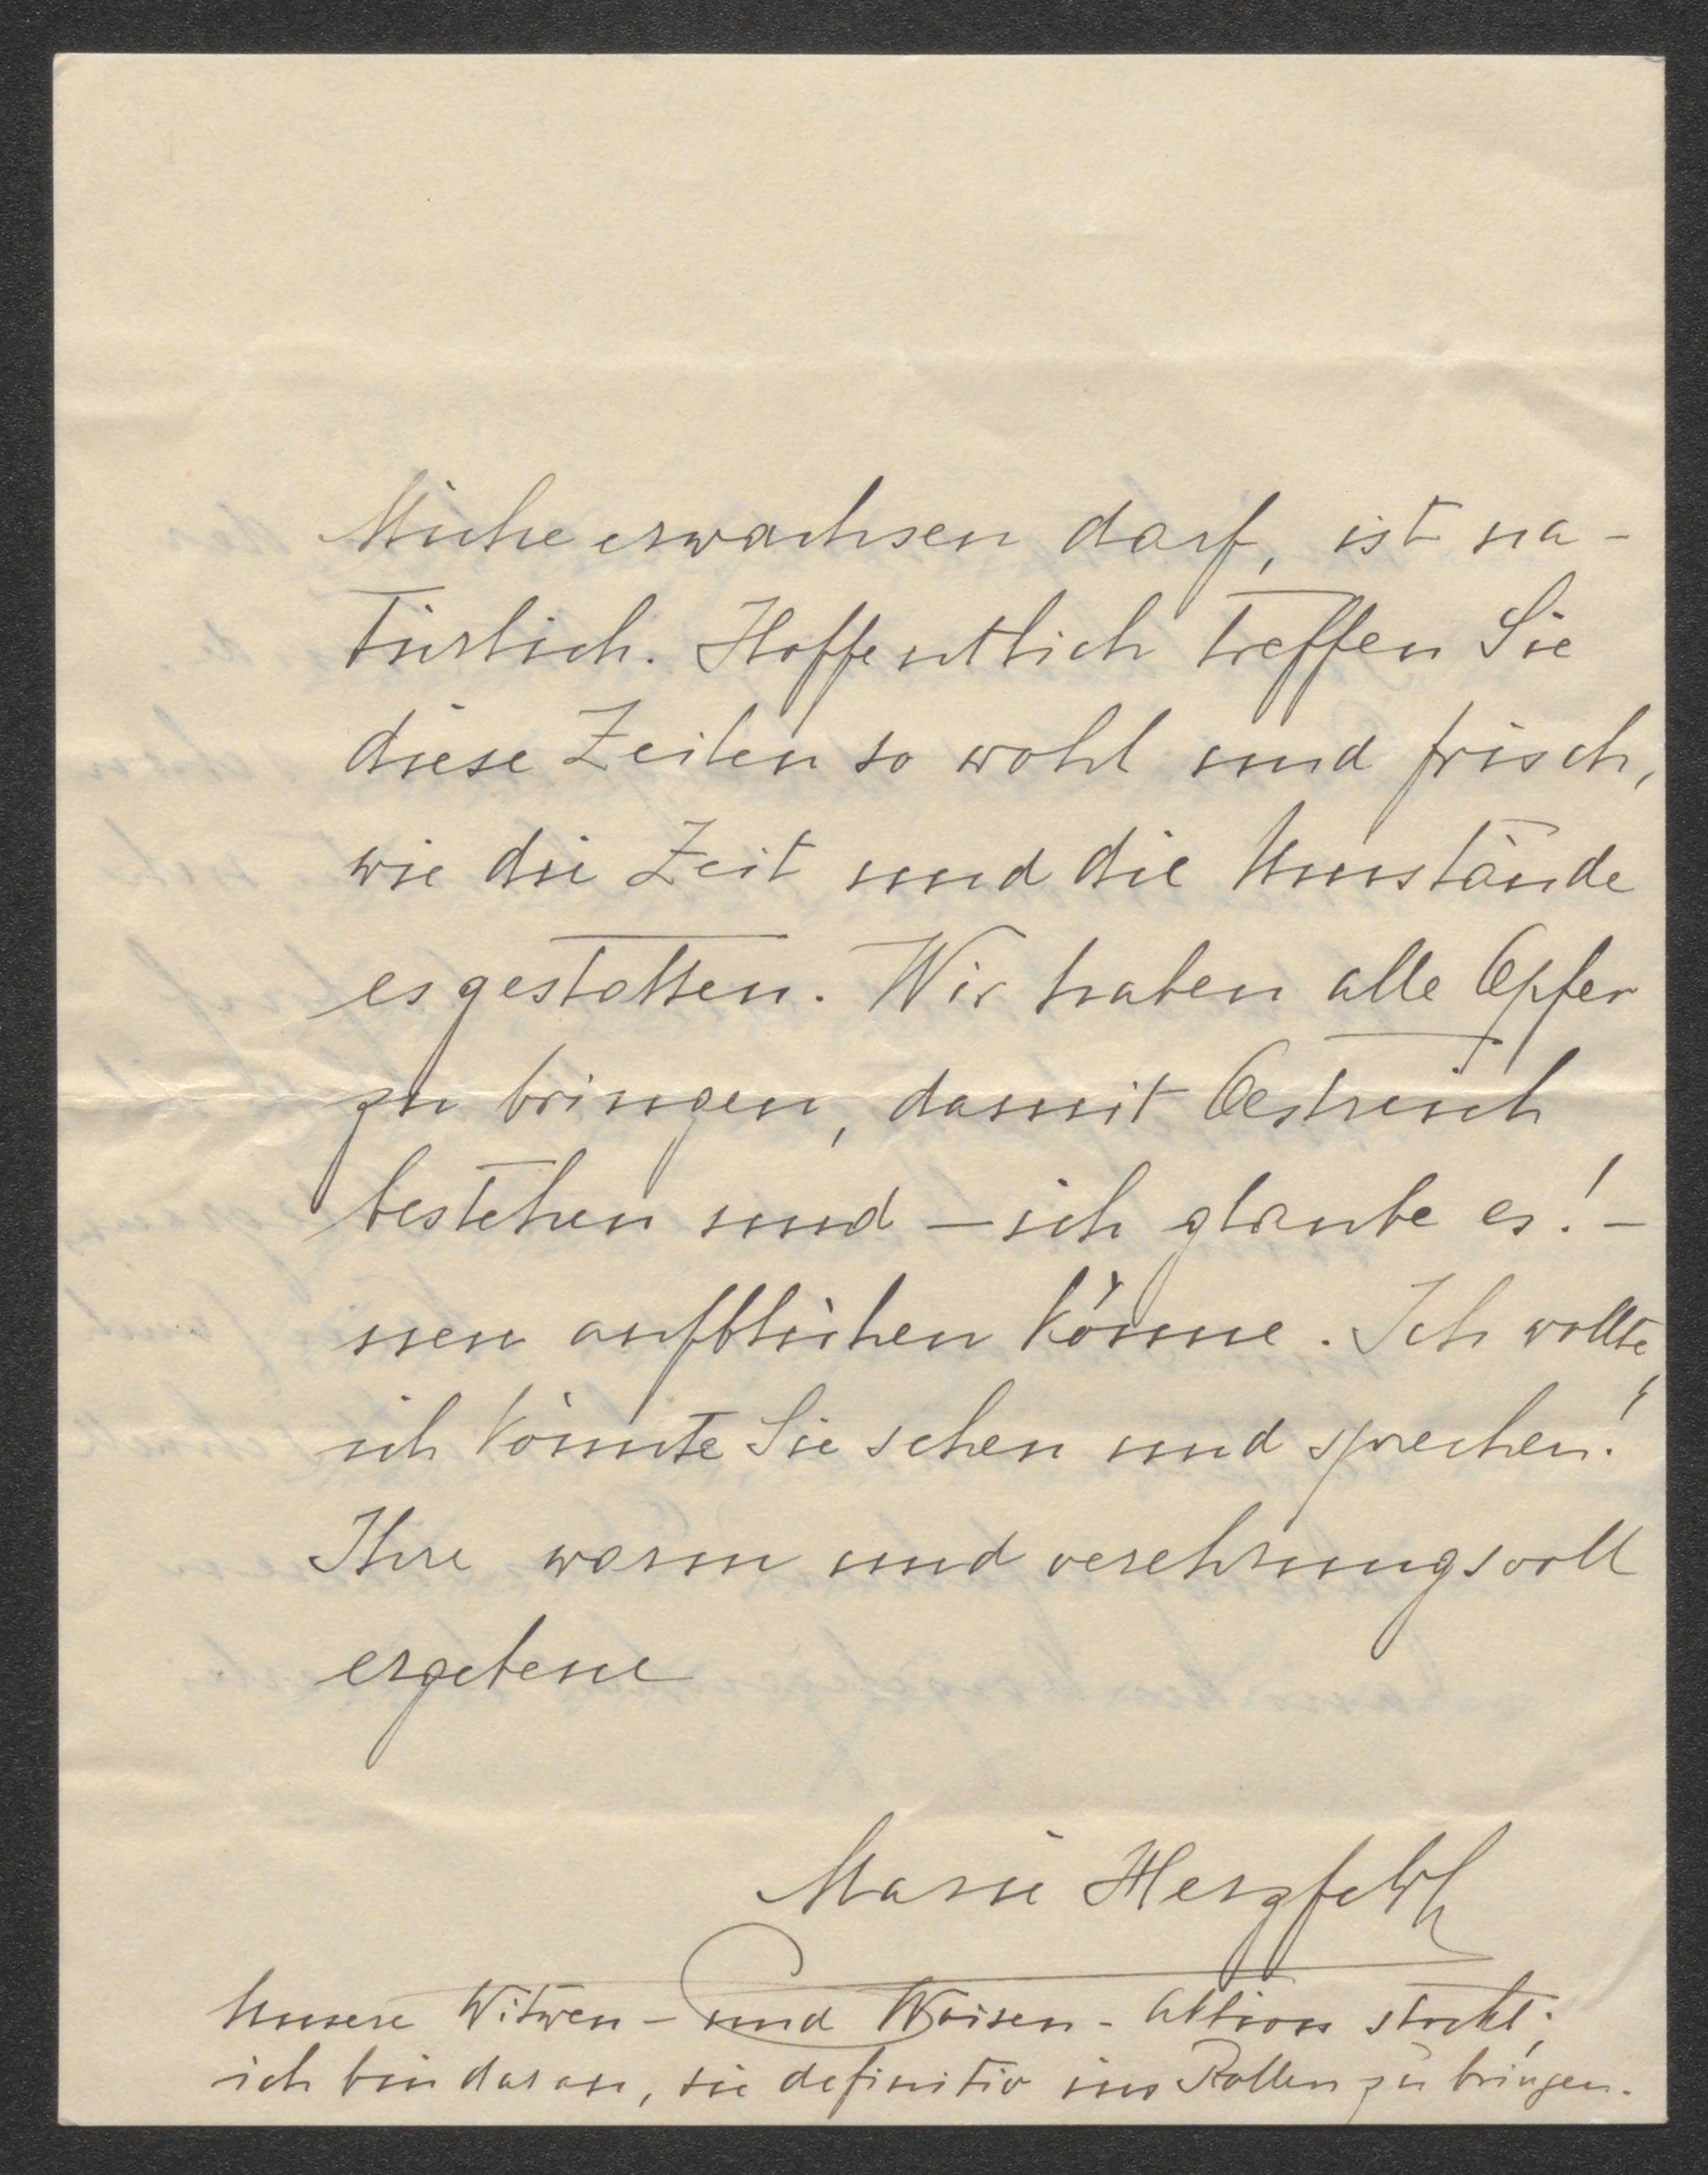 Mühe erwachsen darf, ist na-
türlich. Hoffentlich treffen Sie
diese Zeilen so wohl und frisch,
wie die Zeit und die Umstände
es gestatten. Wir haben alle Opfer
zu bringen, damit Oestreich
bestehen und – ich glaube es! –
neu aufblühen könne. Ich wollte,
ich könnte Sie sehen und sprechen!
Ihre warm und verehrungsvoll
ergebene
Marie Herzfeld
Unsere Witwen- und Waisen-Aktion stockt;
ich bin daran, sie definitiv ins Rollen zu bringen.